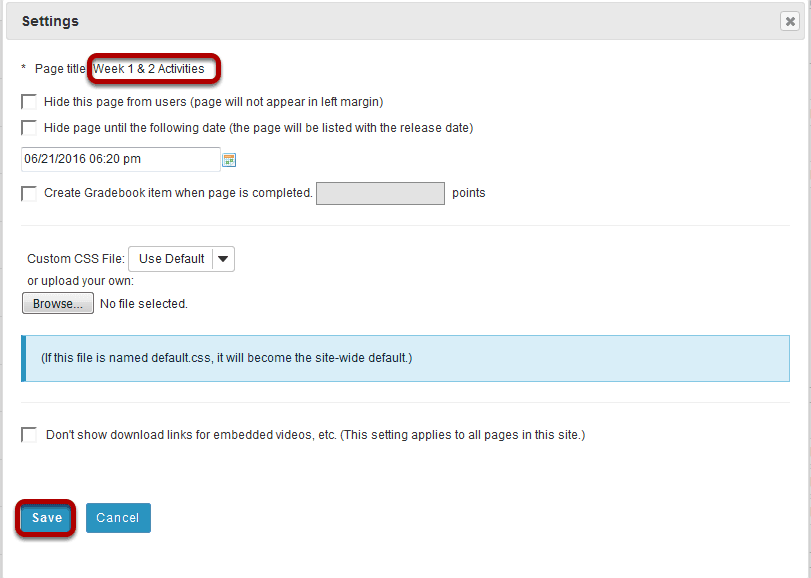 Settings
* Page title Week 1 & 2 Activities
Hide this page from users (page will not appear in left margin)
Hide page until the following date (the page will be listed with the release date)
06/21/2016 06:20 pm
Create Gradebook item when page is completed. points
Custom CSS File: Use Default
or upload your own:
Browse... No file selected.
(If this file is named default.css, it will become the site-wide default.)
Don't show download links for embedded videos, etc. (This setting applies to all pages in this site.)
Save Cancel